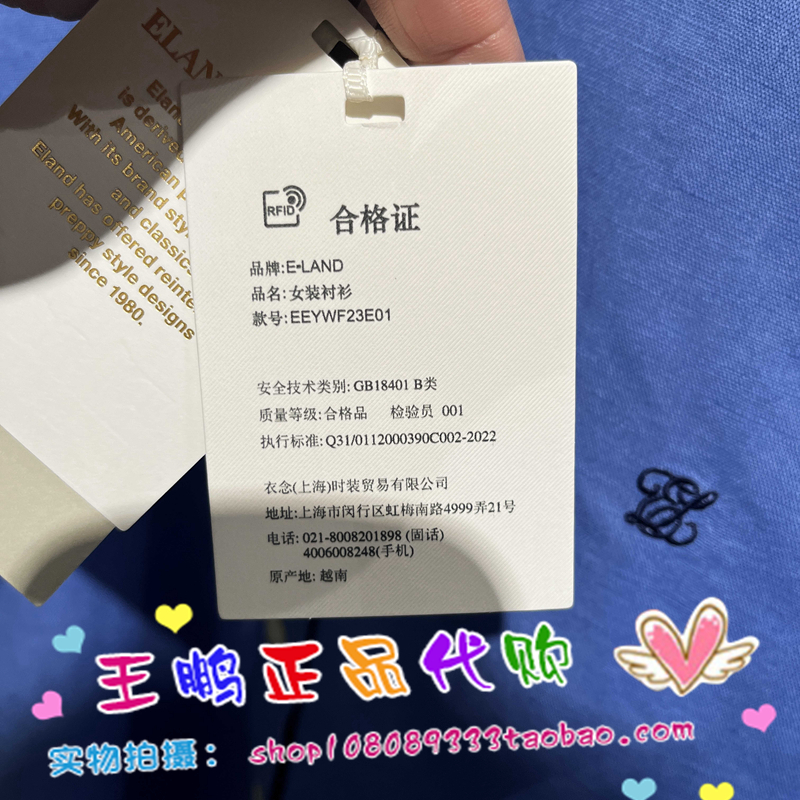 ELAN
Eland
is derive
American p
With its brand sty
and classic
Eland has offered reinte
preppy style designs
since 1980.
RFID
合格证
品牌:E-LAND
品名:女装衬衫
款号:EEYWF23E01
安全技术类别:GB18401 B类
质量等级:合格品 检验员 001
执行标准:Q31/0112000390C002-2022
衣念(上海)时装贸易有限公司
地址:上海市闵行区虹梅南路4999弄21号
电话: 021-8008201898 (固话)
4006008248(手机)
原产地: 越南
王鹏正品代购
实物拍摄: shop108089333taobao.com